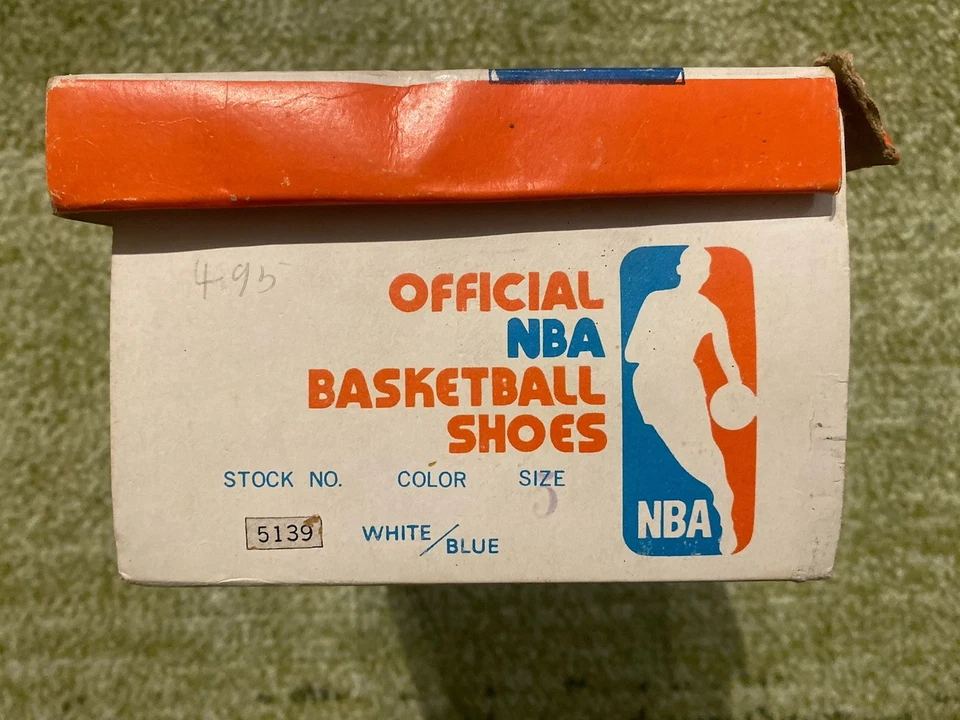 4.95
OFFICIAL
NBA
BASKETBALL
SHOES
STOCK NO. COLOR SIZE
5
5139 WHITE/BLUE
NBA